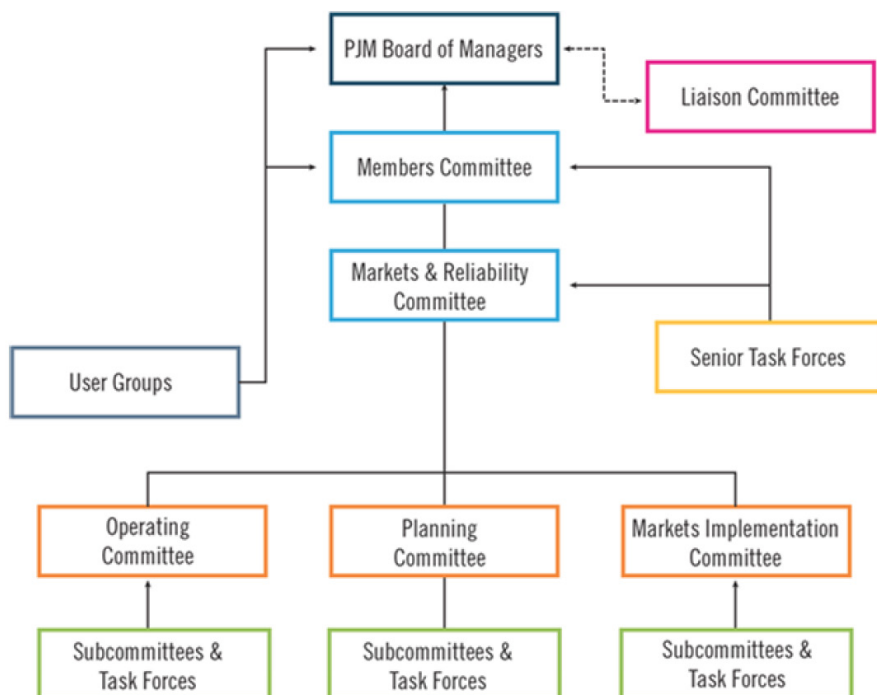 PJM Board of Managers
Liaison Committee
Members Committee
Markets & Reliability
Committee
Senior Task Forces
User Groups
Operating
Committee
Planning
Committee
Markets Implementation
Committee
Subcommittees &
Task Forces
Subcommittees &
Task Forces
Subcommittees &
Task Forces